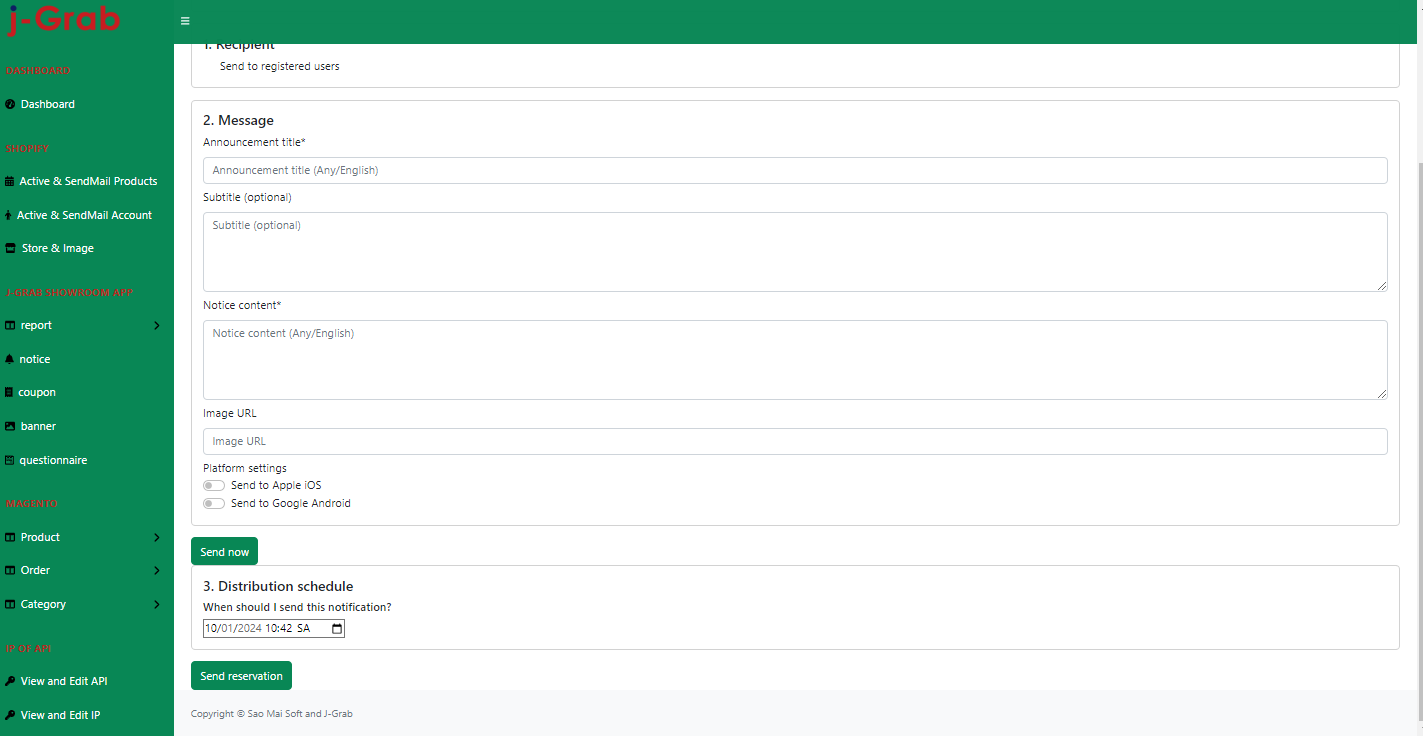 j-Grab
DASHBOARD
Dashboard
SHOPIFY
Active & SendMail Products
Active & SendMail Account
Store & Image
J-GRAB SHOWROOM APP
report
notice
coupon
banner
questionnaire
MAGENTO
Product
Order
Category
IP OF API
View and Edit API
View and Edit IP
1. Recipient
Send to registered users
2. Message
Announcement title*
Announcement title (Any/English)
Subtitle (optional)
Subtitle (optional)
Notice content*
Notice content (Any/English)
Image URL
Image URL
Platform settings
Send to Apple iOS
Send to Google Android
Send now
3. Distribution schedule
When should I send this notification?
10/01/2024 10:42 SA
Send reservation
Copyright © Sao Mai Soft and J-Grab